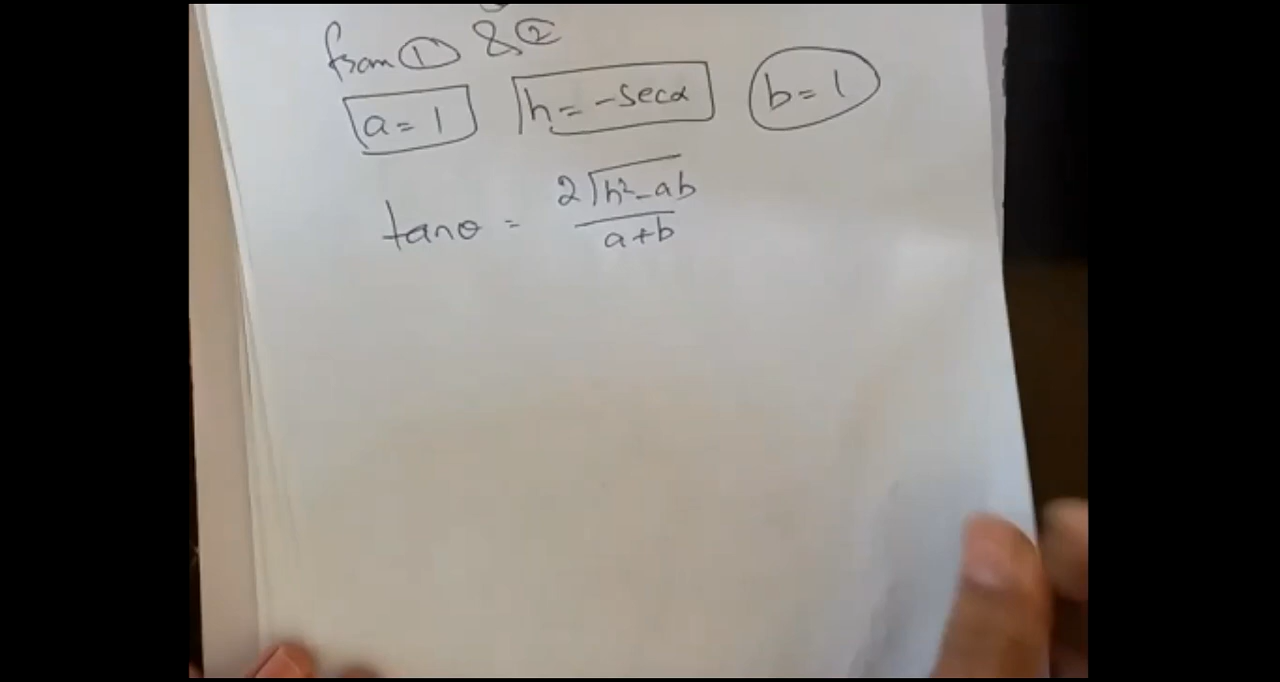 from ① & ②
a = 1 h = -secα b = 1
tanθ = 2√(h²-ab) / (a+b)